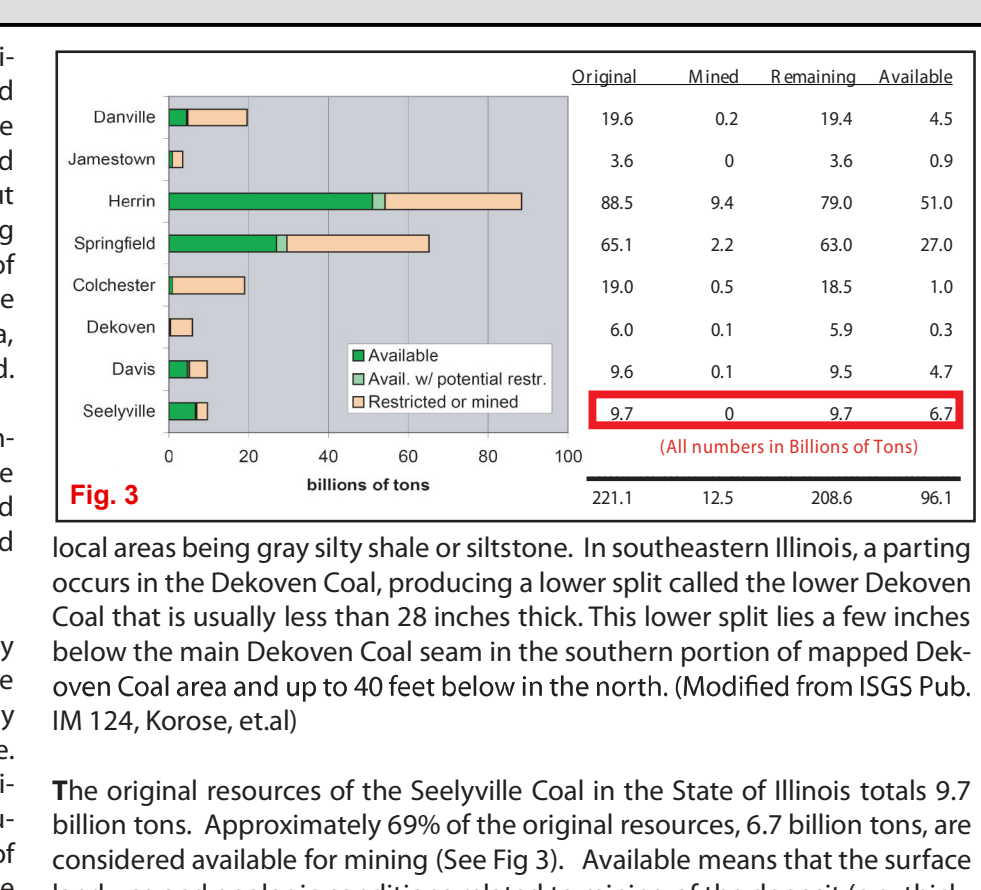 i-
d
e
d
ut
g
of
e
a,
d.
n-
e
d
d
y
e
y
e.
i-
u-
of
e
Original Mined Remaining Available
Danville 19.6 0.2 19.4 4.5
Jamestown 3.6 0 3.6 0.9
Herrin 88.5 9.4 79.0 51.0
Springfield 65.1 2.2 63.0 27.0
Colchester 19.0 0.5 18.5 1.0
Dekoven 6.0 0.1 5.9 0.3
Available
Davis 9.6 0.1 9.5 4.7
Avail. w/ potential restr.
Restricted or mined
Seelyville 9.7 0 9.7 6.7
(All numbers in Billions of Tons)
0 20 40 60 80 100
billions of tons
Fig. 3
221.1 12.5 208.6 96.1
local areas being gray silty shale or siltstone. In southeastern Illinois, a parting
occurs in the Dekoven Coal, producing a lower split called the lower Dekoven
Coal that is usually less than 28 inches thick. This lower split lies a few inches
below the main Dekoven Coal seam in the southern portion of mapped Dek-
oven Coal area and up to 40 feet below in the north. (Modified from ISGS Pub.
IM 124, Korose, et.al)
The original resources of the Seelyville Coal in the State of Illinois totals 9.7
billion tons. Approximately 69% of the original resources, 6.7 billion tons, are
considered available for mining (See Fig 3). Available means that the surface